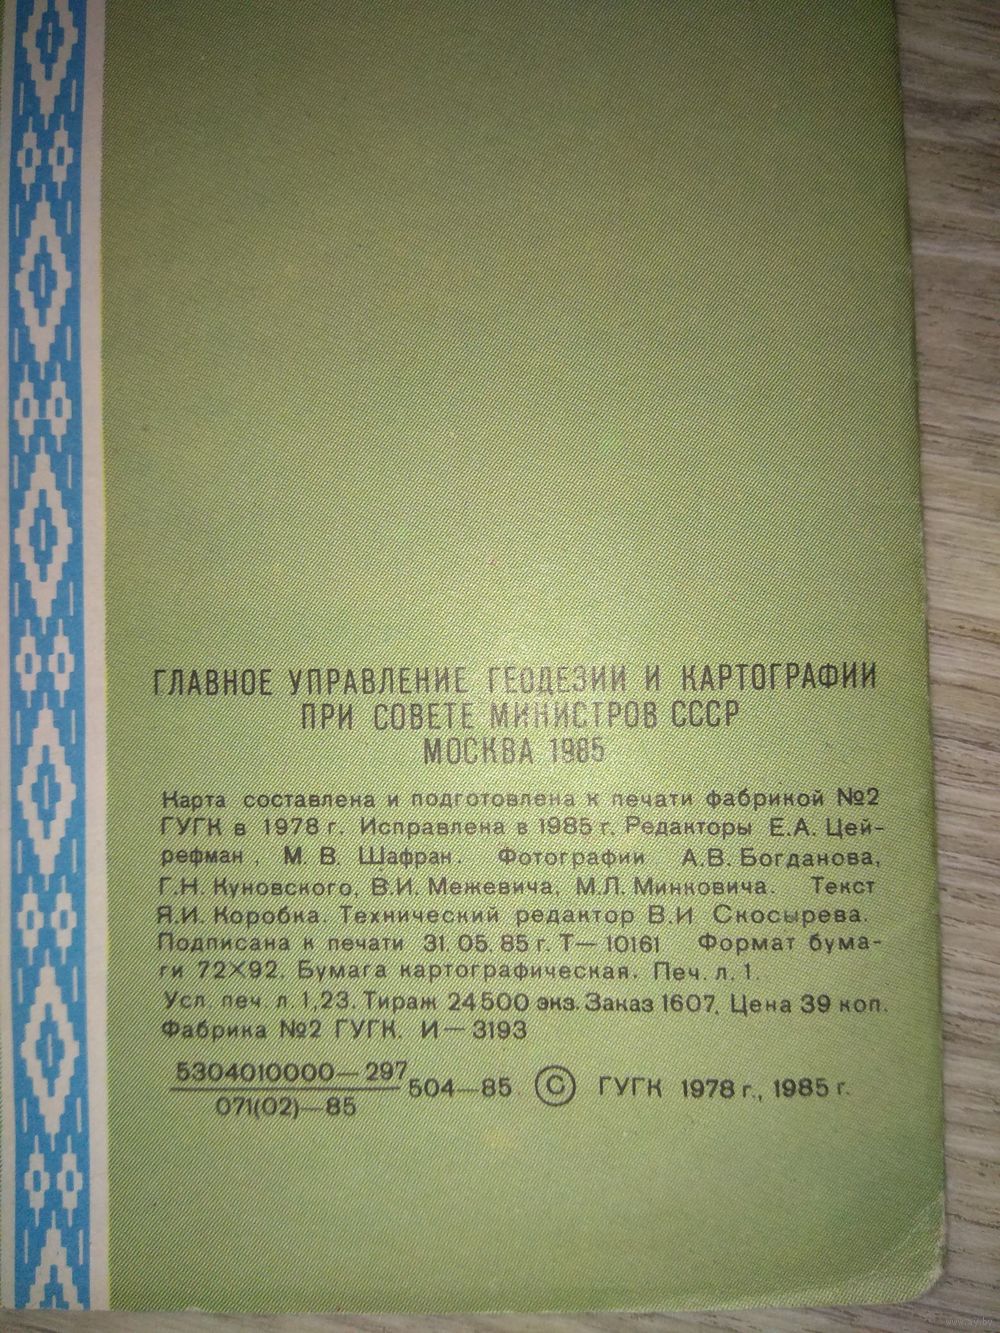 ГЛАВНОЕ УПРАВЛЕНИЕ ГЕОДЕЗИИ И КАРТОГРАФИИ
ПРИ СОВЕТЕ МИНИСТРОВ СССР
МОСКВА 1985
Карта составлена и подготовлена к печати фабрикой №2
ГУГК в 1978 г. Исправлена в 1985 г. Редакторы Е.А. Цей-
рефман, М. В. Шафран. Фотографии А.В. Богданова,
Г.Н. Куновского, В.И. Межевича, М.Л. Минковича. Текст
Я.И. Коробка. Технический редактор В.И Скосырева.
Подписана к печати 31. 05. 85 г. Т—10161 Формат бума-
ги 72×92. Бумага картографическая. Печ. л. 1.
Усл. печ. л 1,23. Тираж 24500 экз. Заказ 1607. Цена 39 коп.
Фабрика №2 ГУГК. И—3193
5304010000—297
071(02)—85
504—85 © ГУГК 1978 г., 1985 г.
www.ay.by